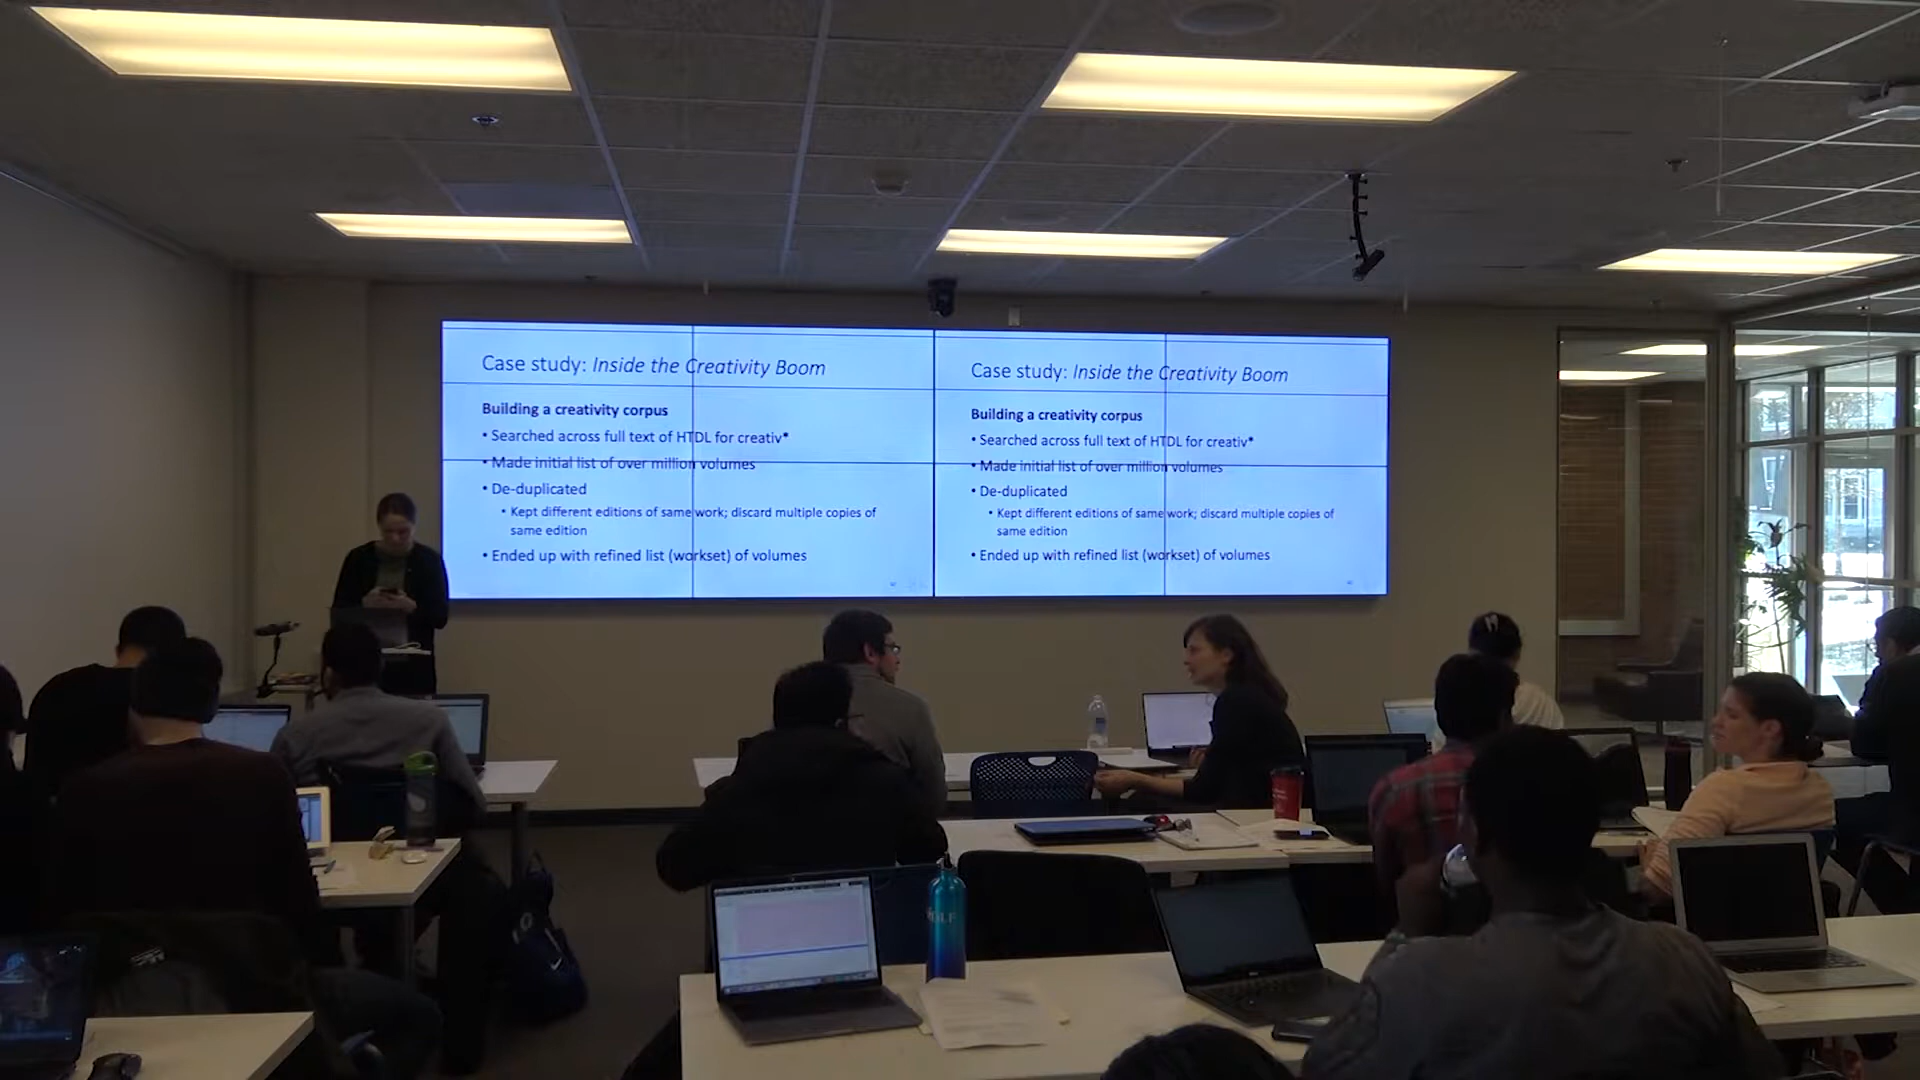 Case study: Inside the Creativity Boom
Building a creativity corpus
• Searched across full text of HTDL for creativ*
• Made initial list of over million volumes
• De-duplicated
• Kept different editions of same work; discard multiple copies of
same edition
• Ended up with refined list (workset) of volumes
Case study: Inside the Creativity Boom
Building a creativity corpus
• Searched across full text of HTDL for creativ*
• Made initial list of over million volumes
• De-duplicated
• Kept different editions of same work; discard multiple copies of
same edition
• Ended up with refined list (workset) of volumes